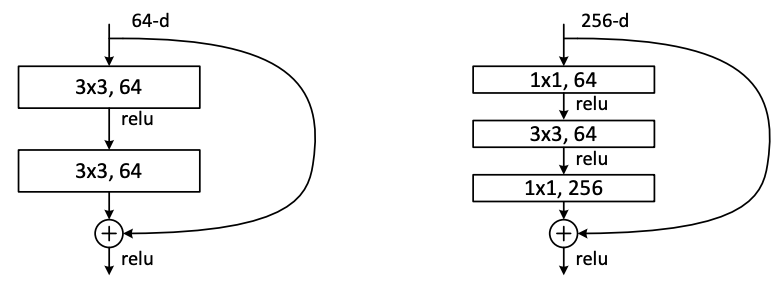 64-d
3x3, 64
relu
3x3, 64
relu
256-d
1x1, 64
relu
3x3, 64
relu
1x1, 256
relu